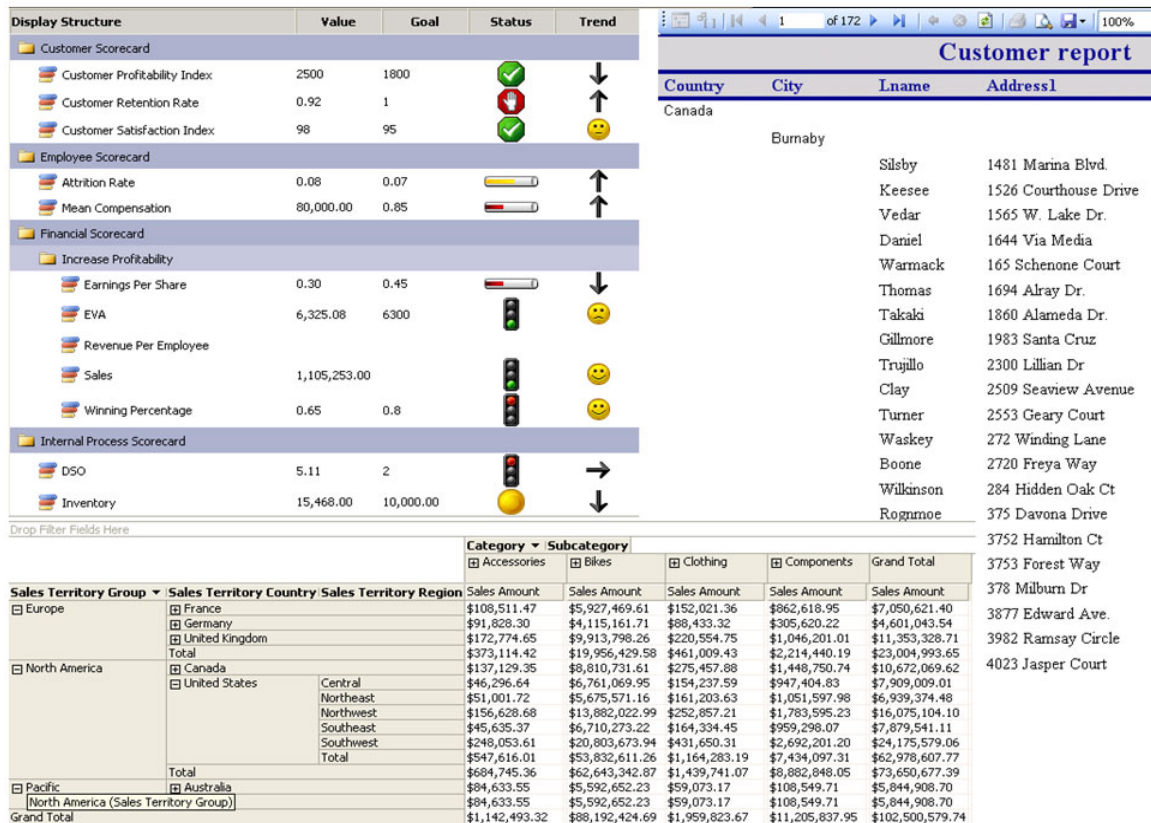 Display Structure Value Goal Status Trend
Customer Scorecard
Customer Profitability Index 2500 1800
Customer Retention Rate 0.92 1
Customer Satisfaction Index 98 95
Employee Scorecard
Attrition Rate 0.08 0.07
Mean Compensation 80,000.00 0.85
Financial Scorecard
Increase Profitability
Earnings Per Share 0.30 0.45
EVA 6,325.08 6300
Revenue Per Employee
Sales 1,105,253.00
Winning Percentage 0.65 0.8
Internal Process Scorecard
DSO 5.11 2
Inventory 15,468.00 10,000.00
1 of 172 100%
Customer report
Country City Lname Address1
Canada
Burnaby
Silsby 1481 Marina Blvd.
Keesee 1526 Courthouse Drive
Vedar 1565 W. Lake Dr.
Daniel 1644 Via Media
Warmack 165 Schenone Court
Thomas 1694 Alray Dr.
Takaki 1860 Alameda Dr.
Gillmore 1983 Santa Cruz
Trujillo 2300 Lillian Dr
Clay 2509 Seaview Avenue
Turner 2553 Geary Court
Waskey 272 Winding Lane
Boone 2720 Freya Way
Wilkinson 284 Hidden Oak Ct
Rognmoe 375 Davona Drive
3752 Hamilton Ct
3753 Forest Way
378 Milburn Dr
3877 Edward Ave.
3982 Ramsay Circle
4023 Jasper Court
Drop Filter Fields Here
Category Subcategory
Accessories Bikes Clothing Components Grand Total
Sales Territory Group Sales Territory Country Sales Territory Region Sales Amount Sales Amount Sales Amount Sales Amount Sales Amount
Europe France $108,511.47 $5,927,469.61 $152,021.36 $862,618.95 $7,050,621.40
Germany $91,828.30 $4,115,161.71 $88,433.32 $305,620.22 $4,601,043.54
United Kingdom $172,774.65 $9,913,798.26 $220,554.75 $1,046,201.01 $11,353,328.71
Total $373,114.42 $19,956,429.58 $461,009.43 $2,214,440.19 $23,004,993.65
North America Canada $137,129.35 $8,810,731.61 $275,457.88 $1,448,750.74 $10,672,069.62
United States Central $46,296.64 $6,761,069.95 $154,237.59 $947,404.83 $7,909,009.01
Northeast $51,001.72 $5,675,571.16 $161,203.63 $1,051,597.98 $6,939,374.48
Northwest $156,628.68 $13,882,022.99 $252,857.21 $1,783,595.23 $16,075,104.10
Southeast $45,635.37 $6,710,273.22 $164,334.45 $959,298.07 $7,879,541.11
Southwest $248,053.61 $20,803,673.94 $431,650.31 $2,692,201.20 $24,175,579.06
Total $547,616.01 $53,832,611.26 $1,164,283.19 $7,434,097.31 $62,978,607.77
Total $684,745.36 $62,643,342.87 $1,439,741.07 $8,882,848.05 $73,650,677.39
Pacific Australia $84,633.55 $5,592,652.23 $59,073.17 $108,549.71 $5,844,908.70
North America (Sales Territory Group) $84,633.55 $5,592,652.23 $59,073.17 $108,549.71 $5,844,908.70
Grand Total $1,142,493.32 $88,192,424.69 $1,959,823.67 $11,205,837.95 $102,500,579.74